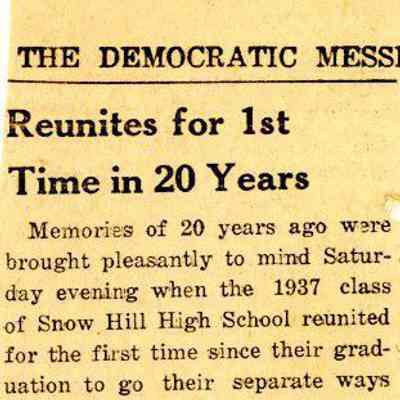 THE DEMOCRATIC
Reunites for 1st
Time in 20 Years
Memories of 20 years ago were
brought pleasantly to mind Satur-
day evening when the 1937 class
of Snow Hill High School reunited
for the first time since their grad-
uation to go their separate ways